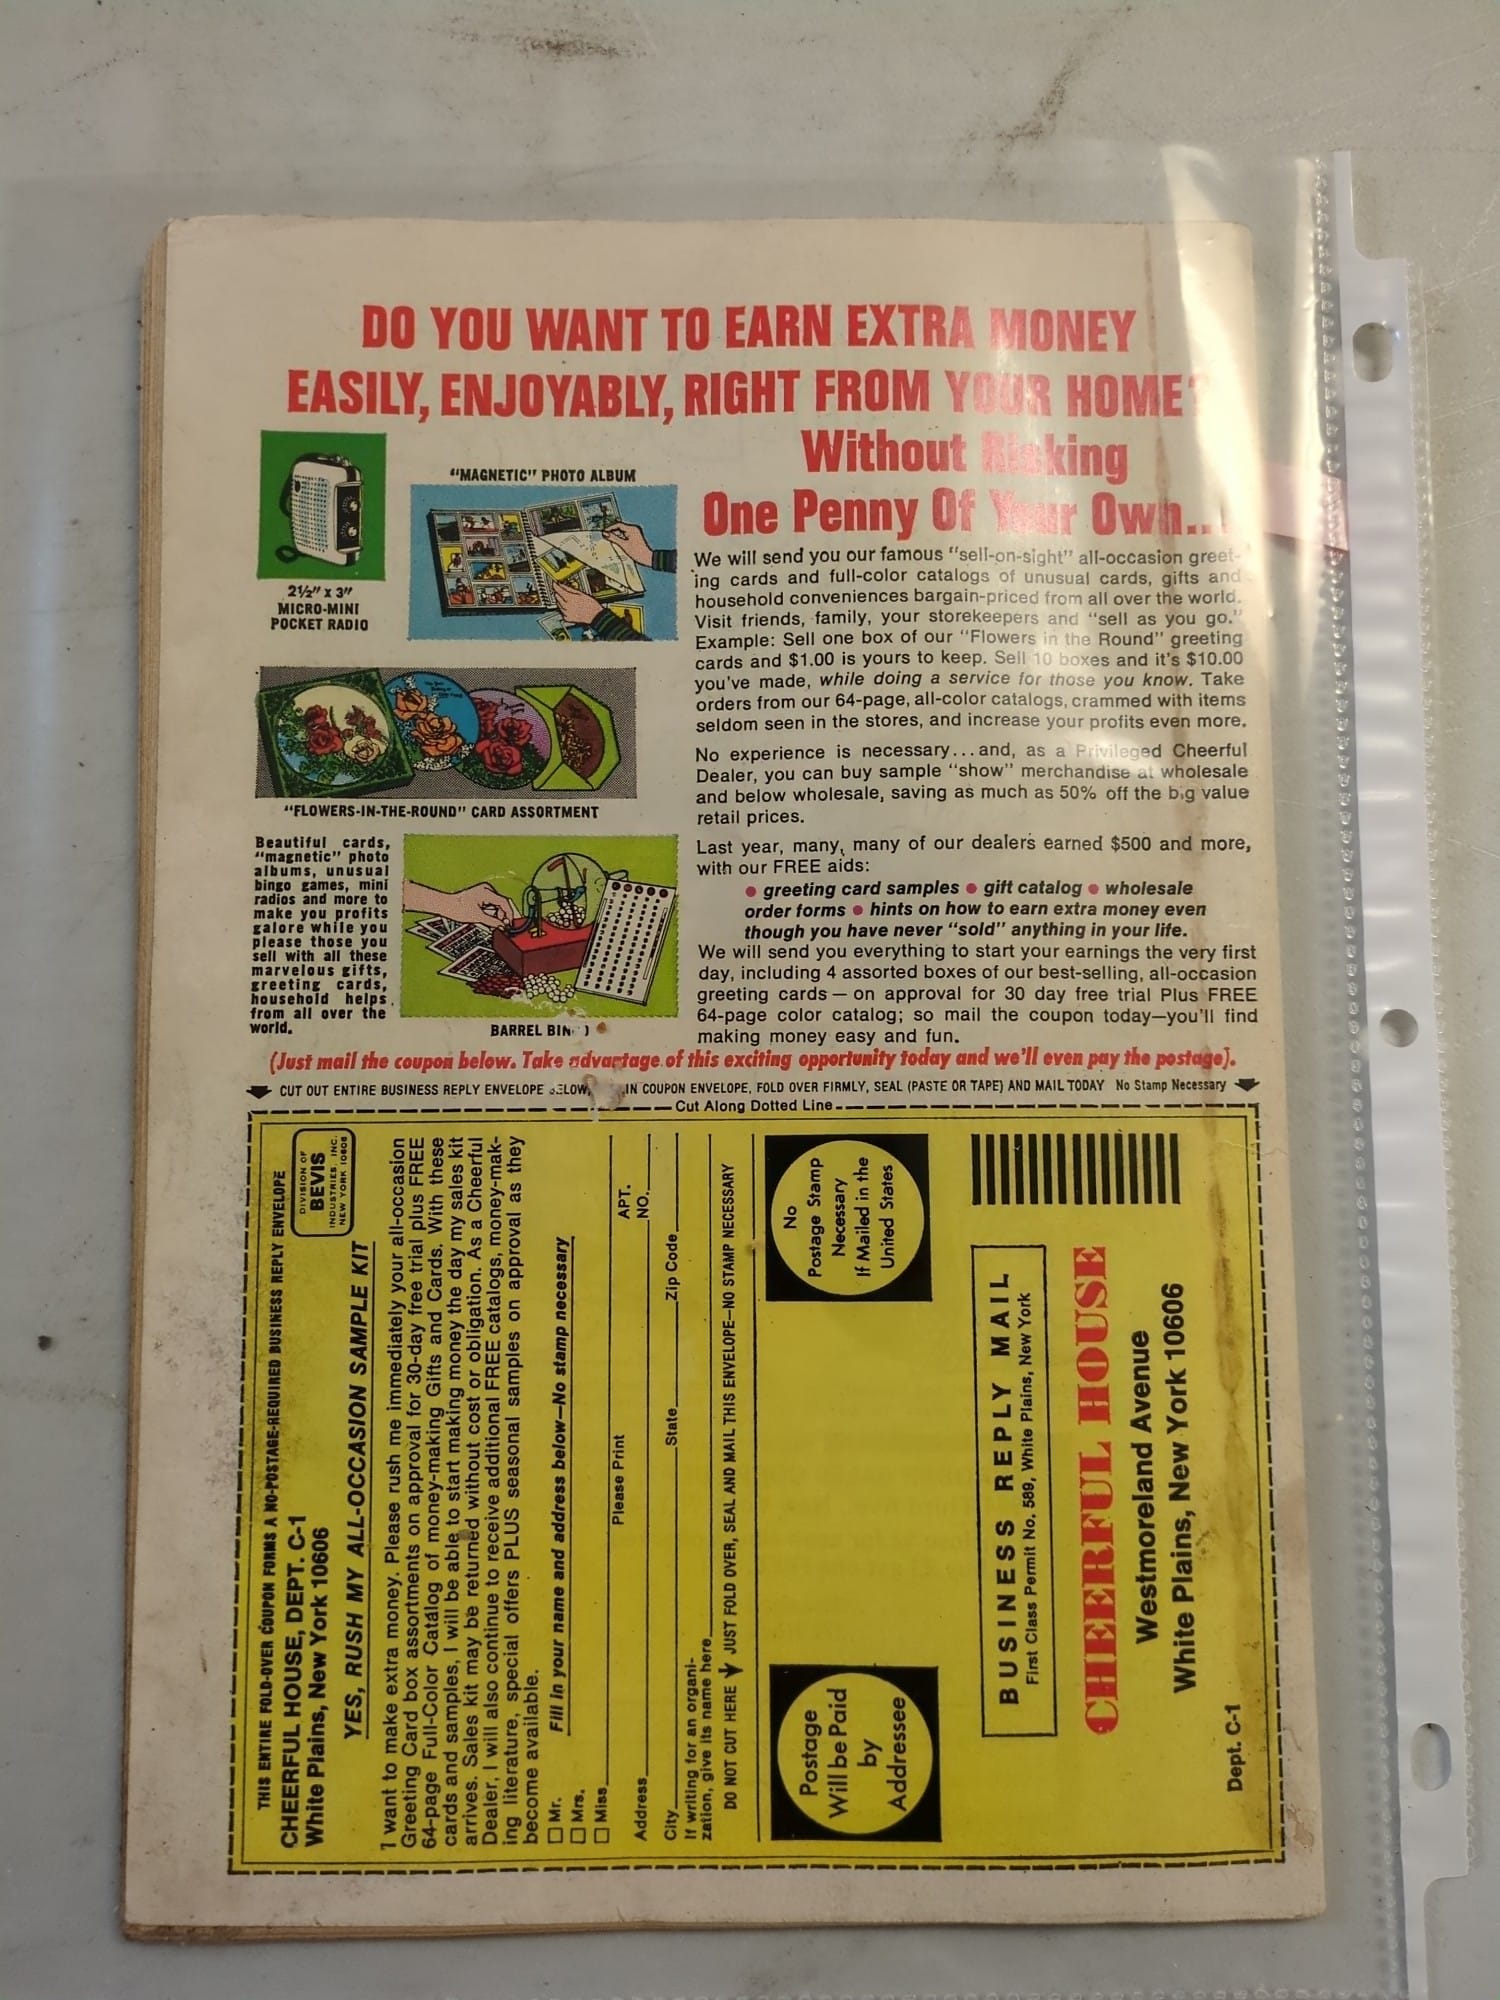 DO YOU WANT TO EARN EXTRA MONEY
EASILY, ENJOYABLY, RIGHT FROM YOUR HOME?
Without Risking
One Penny Of Your Own...
2½" x 3"
MICRO-MINI
POCKET RADIO
"MAGNETIC" PHOTO ALBUM
"FLOWERS-IN-THE-ROUND" CARD ASSORTMENT
Beautiful cards,
"magnetic" photo
albums, unusual
bingo games, mini
radios and more to
make you profits
galore while you
please those you
sell with all these
marvelous gifts,
greeting cards,
household helps
from all over the
world.
BARREL BINGO
We will send you our famous "sell-on-sight" all-occasion greet-
ing cards and full-color catalogs of unusual cards, gifts and
household conveniences bargain-priced from all over the world.
Visit friends, family, your storekeepers and "sell as you go."
Example: Sell one box of our "Flowers in the Round" greeting
cards and $1.00 is yours to keep. Sell 10 boxes and it's $10.00
you've made, while doing a service for those you know. Take
orders from our 64-page, all-color catalogs, crammed with items
seldom seen in the stores, and increase your profits even more.
No experience is necessary...and, as a Privileged Cheerful
Dealer, you can buy sample "show" merchandise at wholesale
and below wholesale, saving as much as 50% off the big value
retail prices.
Last year, many, many of our dealers earned $500 and more,
with our FREE aids:
• greeting card samples • gift catalog • wholesale
order forms • hints on how to earn extra money even
though you have never "sold" anything in your life.
We will send you everything to start your earnings the very first
day, including 4 assorted boxes of our best-selling, all-occasion
greeting cards — on approval for 30 day free trial Plus FREE
64-page color catalog; so mail the coupon today—you'll find
making money easy and fun.
(Just mail the coupon below. Take advantage of this exciting opportunity today and we'll even pay the postage).
CUT OUT ENTIRE BUSINESS REPLY ENVELOPE BELOW, IN COUPON ENVELOPE, FOLD OVER FIRMLY, SEAL (PASTE OR TAPE) AND MAIL TODAY No Stamp Necessary
Cut Along Dotted Line
THIS ENTIRE FOLD-OVER COUPON FORMS A NO-POSTAGE-REQUIRED BUSINESS REPLY ENVELOPE
CHEERFUL HOUSE, DEPT. C-1
White Plains, New York 10606
DIVISION OF
BEVIS
INDUSTRIES, INC.
NEW YORK 10606
YES, RUSH MY ALL-OCCASION SAMPLE KIT
I want to make extra money. Please rush me immediately your all-occasion
Greeting Card box assortments on approval for 30-day free trial plus FREE
64-page Full-Color Catalog of money-making Gifts and Cards. With these
cards and samples, I will be able to start making money the day my sales kit
arrives. Sales kit may be returned without cost or obligation. As a Cheerful
Dealer, I will also continue to receive additional FREE catalogs, money-mak-
ing literature, special offers PLUS seasonal samples on approval as they
become available.
Fill in your name and address below—No stamp necessary
Mr.
Mrs.
Miss
Please Print
APT.
Address NO.
City State Zip Code
If writing for an organi-
zation, give its name here
DO NOT CUT HERE JUST FOLD OVER, SEAL AND MAIL THIS ENVELOPE—NO STAMP NECESSARY
Postage
Will be Paid
by
Addressee
No
Postage Stamp
Necessary
If Mailed in the
United States
BUSINESS REPLY MAIL
First Class Permit No. 589, White Plains, New York
CHEERFUL HOUSE
Westmoreland Avenue
White Plains, New York 10606
Dept. C-1